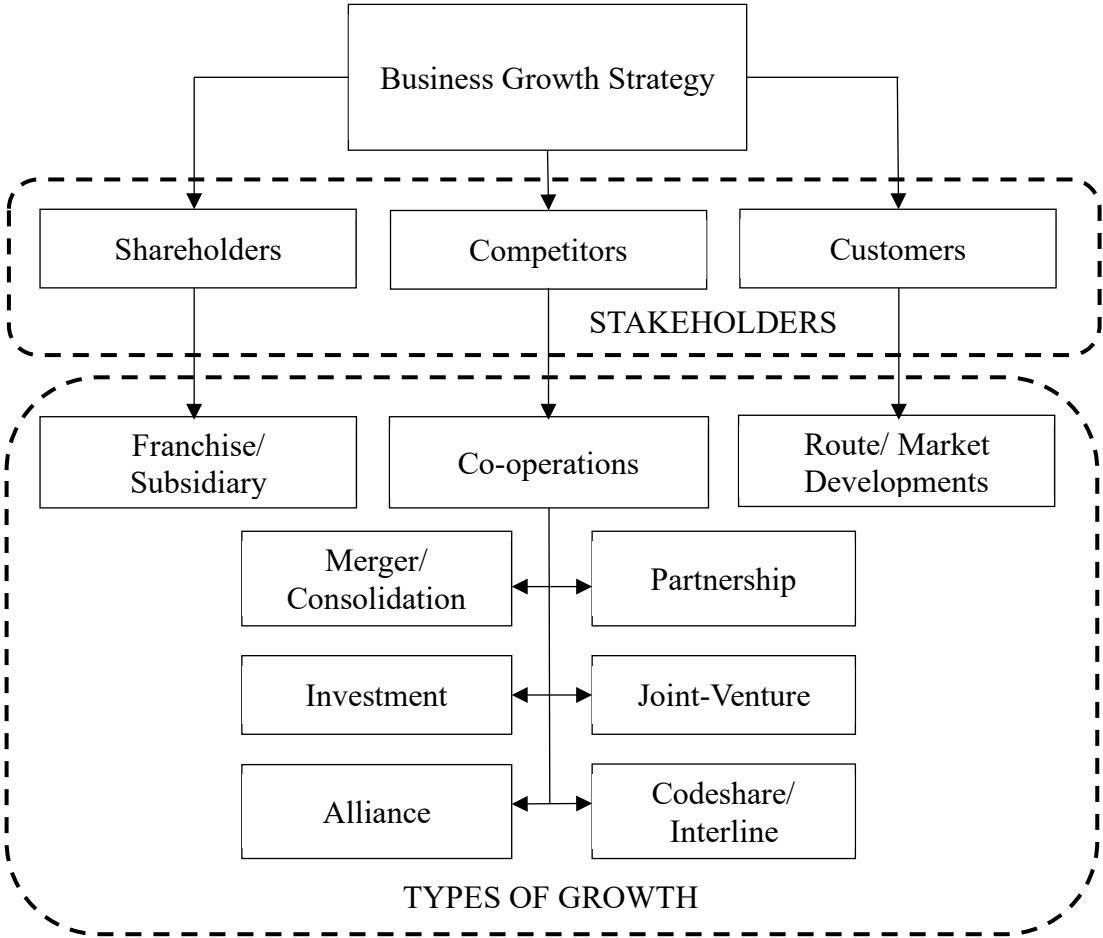 Business Growth Strategy
Shareholders
Competitors
Customers
STAKEHOLDERS
Franchise/
Subsidiary
Co-operations
Route/ Market
Developments
Merger/
Consolidation
Partnership
Investment
Joint-Venture
Alliance
Codeshare/
Interline
TYPES OF GROWTH